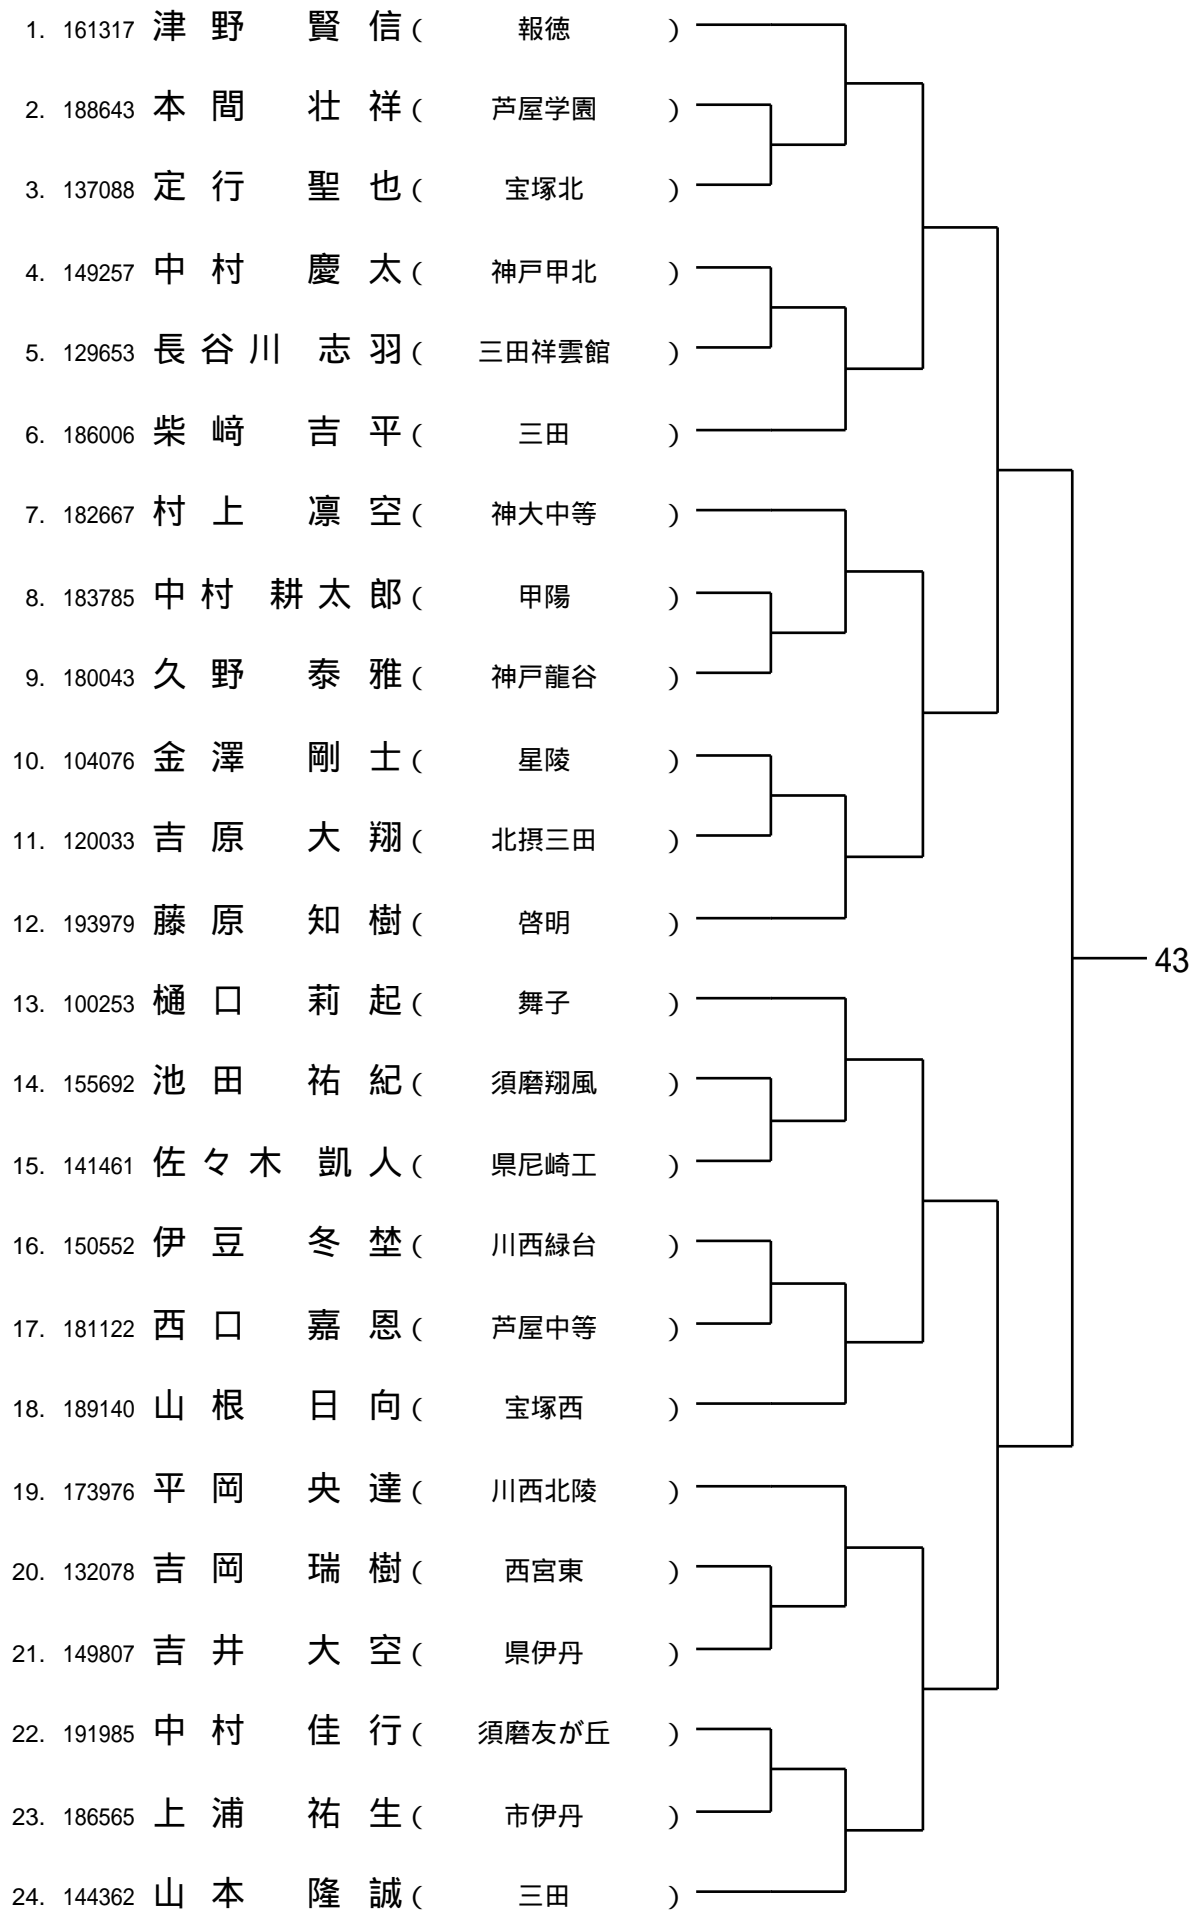 1. 161317 津野 賢信 ( 報徳 )
2. 188643 本間 壮祥 ( 芦屋学園 )
3. 137088 定行 聖也 ( 宝塚北 )
4. 149257 中村 慶太 ( 神戸甲北 )
5. 129653 長谷川 志羽 ( 三田祥雲館 )
6. 186006 柴﨑 吉平 ( 三田 )
7. 182667 村上 凛空 ( 神大中等 )
8. 183785 中村 耕太郎 ( 甲陽 )
9. 180043 久野 泰雅 ( 神戸龍谷 )
10. 104076 金澤 剛士 ( 星陵 )
11. 120033 吉原 大翔 ( 北摂三田 )
12. 193979 藤原 知樹 ( 啓明 )
43
13. 100253 樋口 莉起 ( 舞子 )
14. 155692 池田 祐紀 ( 須磨翔風 )
15. 141461 佐々木 凱人 ( 県尼崎工 )
16. 150552 伊豆 冬埜 ( 川西緑台 )
17. 181122 西口 嘉恩 ( 芦屋中等 )
18. 189140 山根 日向 ( 宝塚西 )
19. 173976 平岡 央達 ( 川西北陵 )
20. 132078 吉岡 瑞樹 ( 西宮東 )
21. 149807 吉井 大空 ( 県伊丹 )
22. 191985 中村 佳行 ( 須磨友が丘 )
23. 186565 上浦 祐生 ( 市伊丹 )
24. 144362 山本 隆誠 ( 三田 )